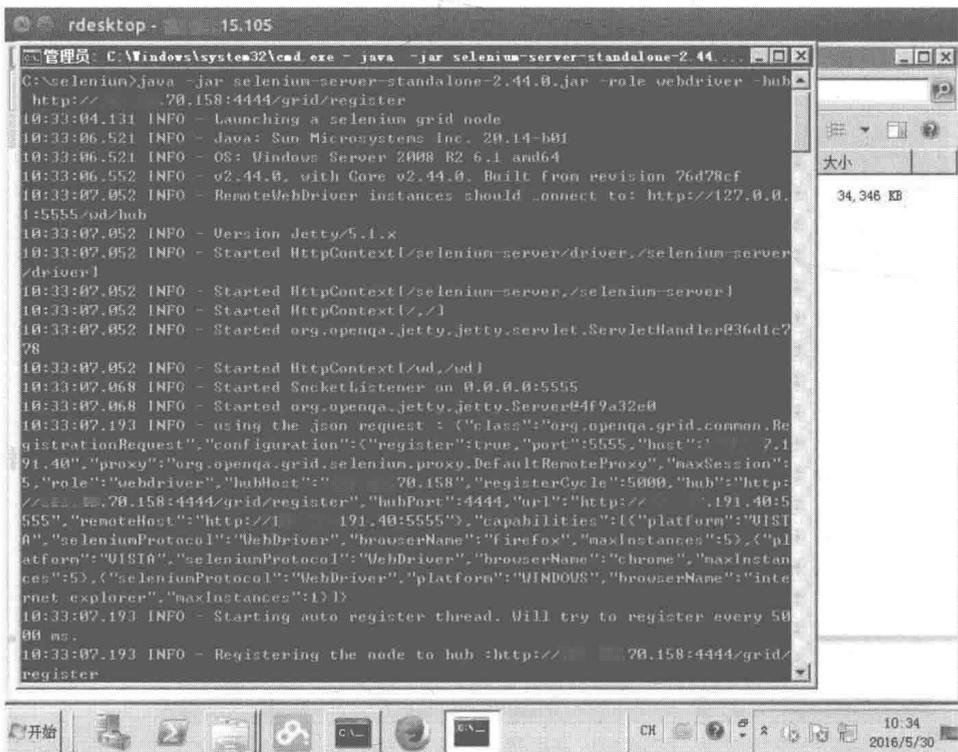 rdesktop - 15.105
管理员: C:\Windows\system32\cmd.exe - java -jar selenium-server-standalone-2.44....
C:\selenium>java -jar selenium-server-standalone-2.44.0.jar -role webdriver -hub
http:// .70.158:4444/grid/register
10:33:04.131 INFO - Launching a selenium grid node
10:33:06.521 INFO - Java: Sun Microsystems Inc. 20.14-b01
10:33:06.521 INFO - OS: Windows Server 2008 R2 6.1 amd64
10:33:06.552 INFO - v2.44.0, with Core v2.44.0. Built from revision 76d78cf
10:33:07.052 INFO - RemoteWebDriver instances should onnect to: http://127.0.0.
1:5555/wd/hub
10:33:07.052 INFO - Version Jetty/5.1.x
10:33:07.052 INFO - Started HttpContext[/selenium-server/driver,/selenium-server
/driver]
10:33:07.052 INFO - Started HttpContext[/selenium-server,/selenium-server]
10:33:07.052 INFO - Started HttpContext[/,/]
10:33:07.052 INFO - Started org.openqa.jetty.jetty.servlet.ServletHandler@36d1c7
78
10:33:07.052 INFO - Started HttpContext[/wd,/wd]
10:33:07.068 INFO - Started SocketListener on 0.0.0.0:5555
10:33:07.068 INFO - Started org.openqa.jetty.jetty.Server@4f9a32e0
10:33:07.193 INFO - using the json request : {"class":"org.openqa.grid.common.Re
gistrationRequest","configuration":{"register":true,"port":5555,"host":" 7.1
91.40","proxy":"org.openqa.grid.selenium.proxy.DefaultRemoteProxy","maxSession":
5,"role":"webdriver","hubHost":" 70.158","registerCycle":5000,"hub":"http:
// .70.158:4444/grid/register","hubPort":4444,"url":"http:// .191.40:5
555","remoteHost":"http://1 191.40:5555"},"capabilities":[{"platform":"VIST
A","seleniumProtocol":"WebDriver","browserName":"firefox","maxInstances":5},{"pl
atform":"VISTA","seleniumProtocol":"WebDriver","browserName":"chrome","maxInstan
ces":5},{"seleniumProtocol":"WebDriver","platform":"WINDOWS","browserName":"inte
rnet explorer","maxInstances":1}]}
10:33:07.193 INFO - Starting auto register thread. Will try to register every 50
00 ms.
10:33:07.193 INFO - Registering the node to hub :http:// .70.158:4444/grid/
register
大小
34,346 KB
开始
CH
10:34
2016/5/30